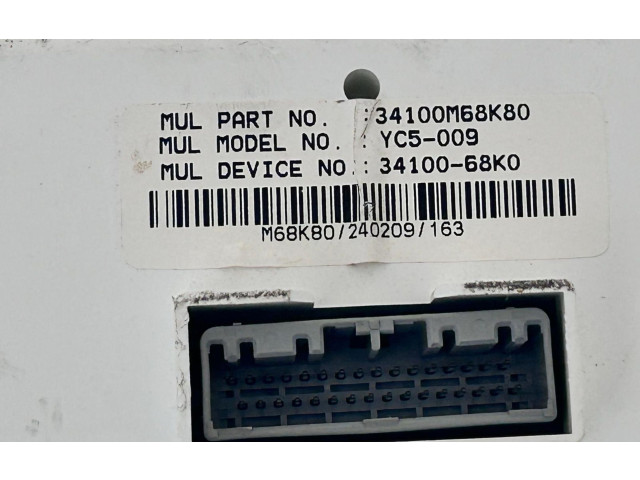 MUL PART NO. :34100M68K80
MUL MODEL NO. : YC5-009
MUL DEVICE NO.: 34100-68K0
M68K80/240209/163